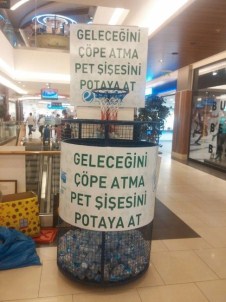 GELECEĞİNİ
ÇÖPE ATMA
PET ŞİŞESİNİ
POTAYA AT
GELECEĞİNİ
ÇÖPE ATMA
PET ŞİŞESİNİ
POTAYA AT